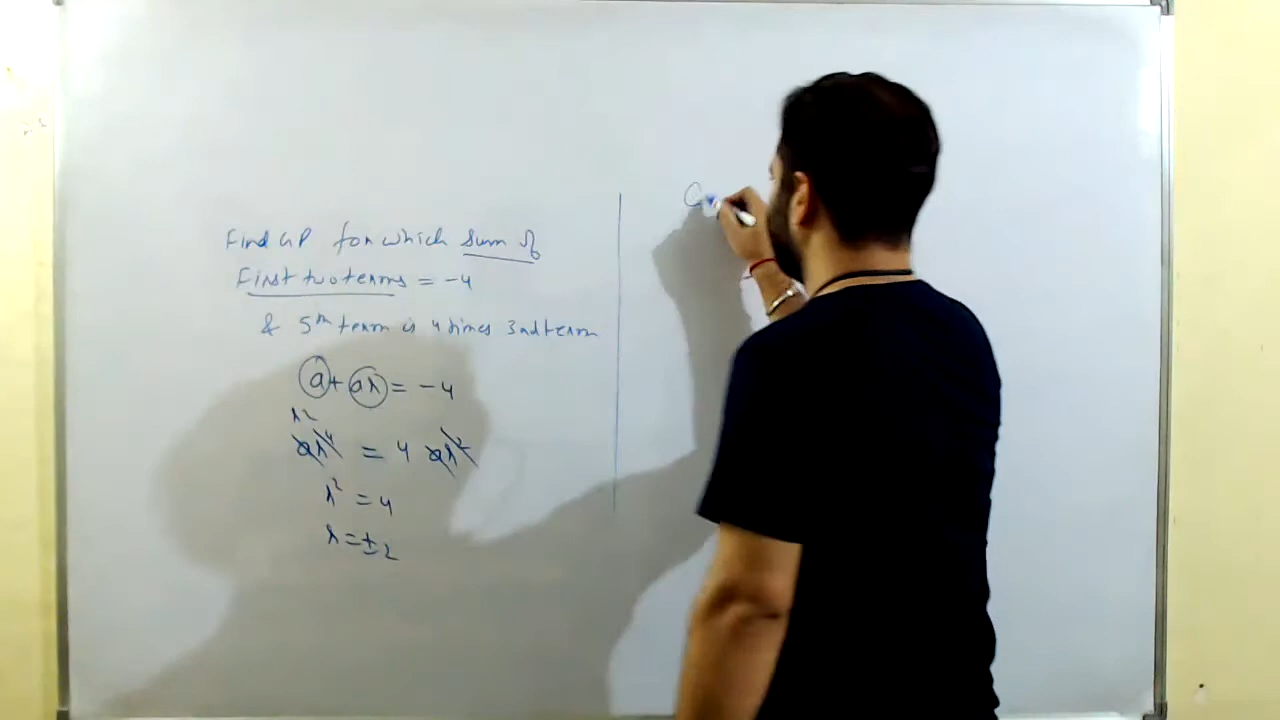 Find GP for which sum of
First two terms = -4
& 5th term is 4 times 3rd term
a + ar = -4
r2
ar4 = 4 ar2
r2 = 4
r = ± 2